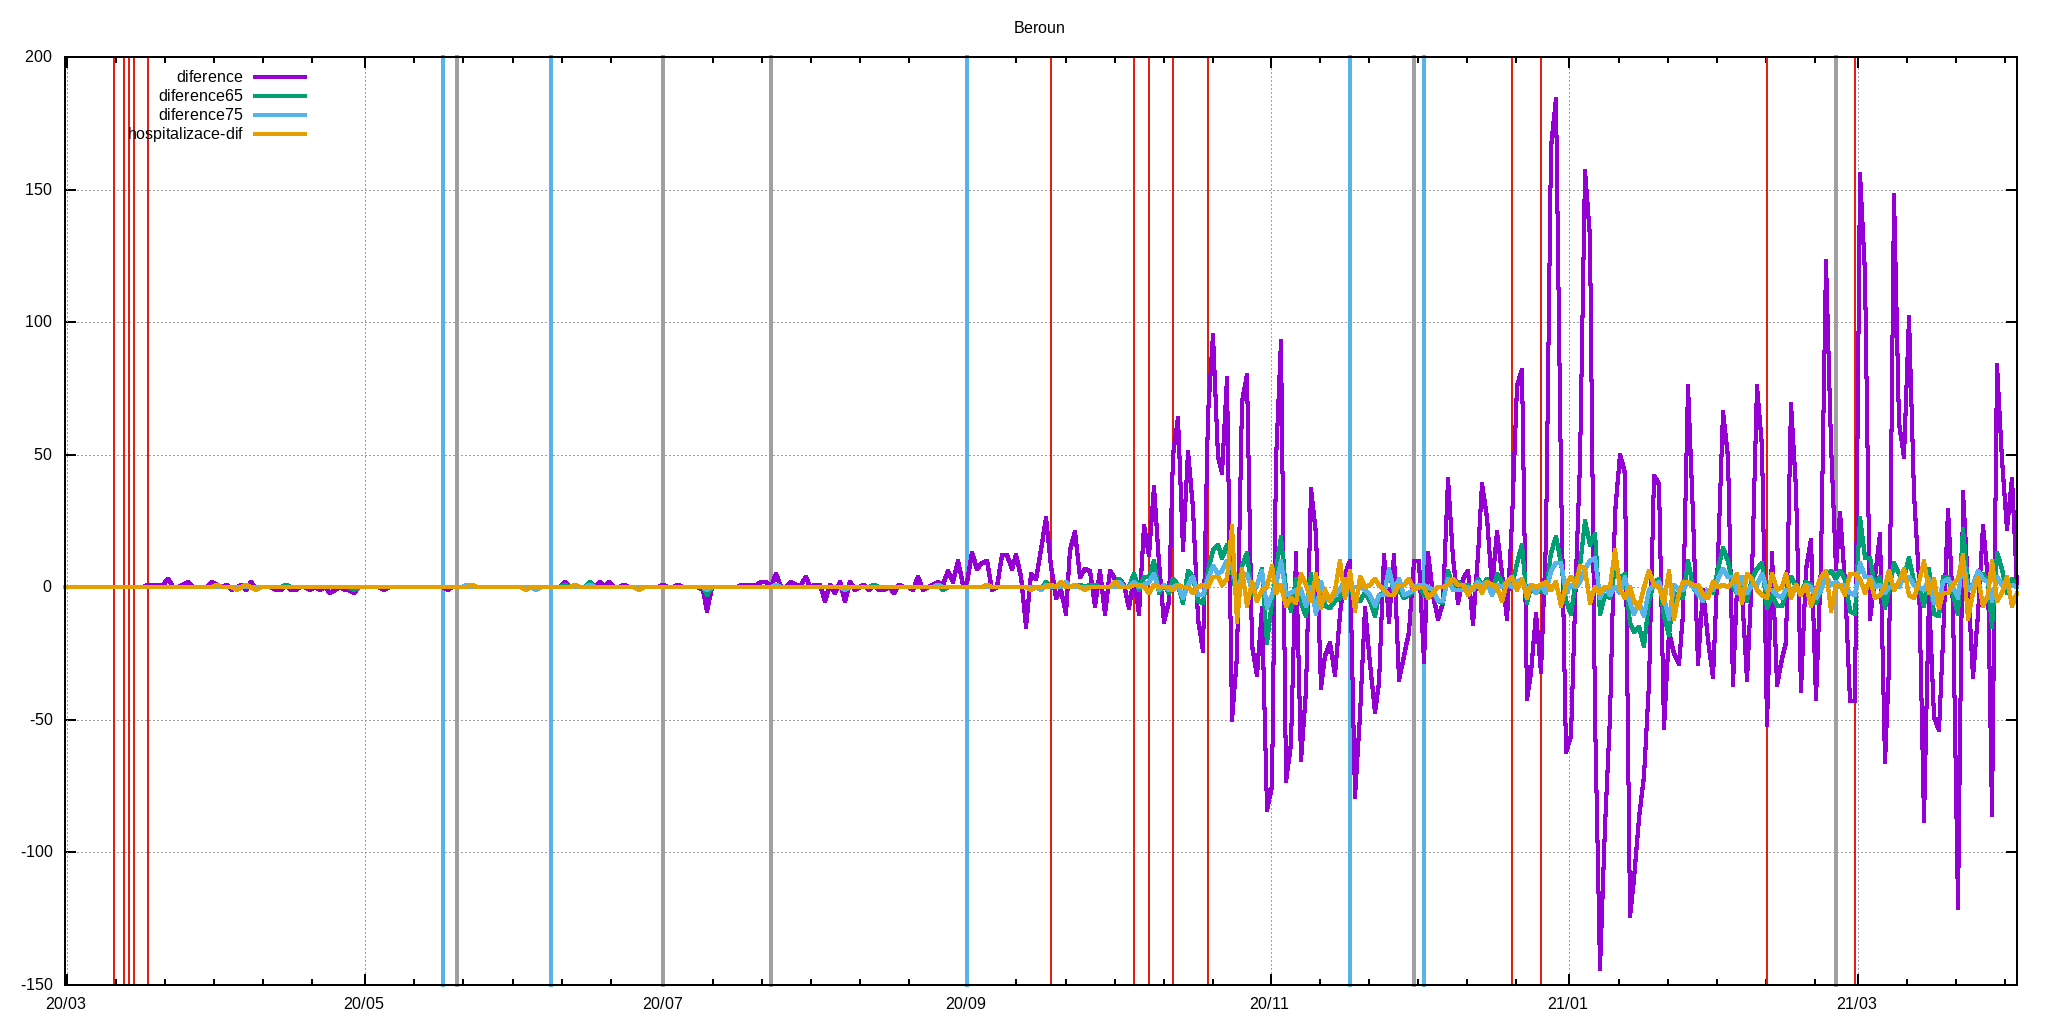 Beroun
200
150
100
50
0
-50
-100
-150
diference
diference65
diference75
hospitalizace-dif
20/03 20/05 20/07 20/09 20/11 21/01 21/03